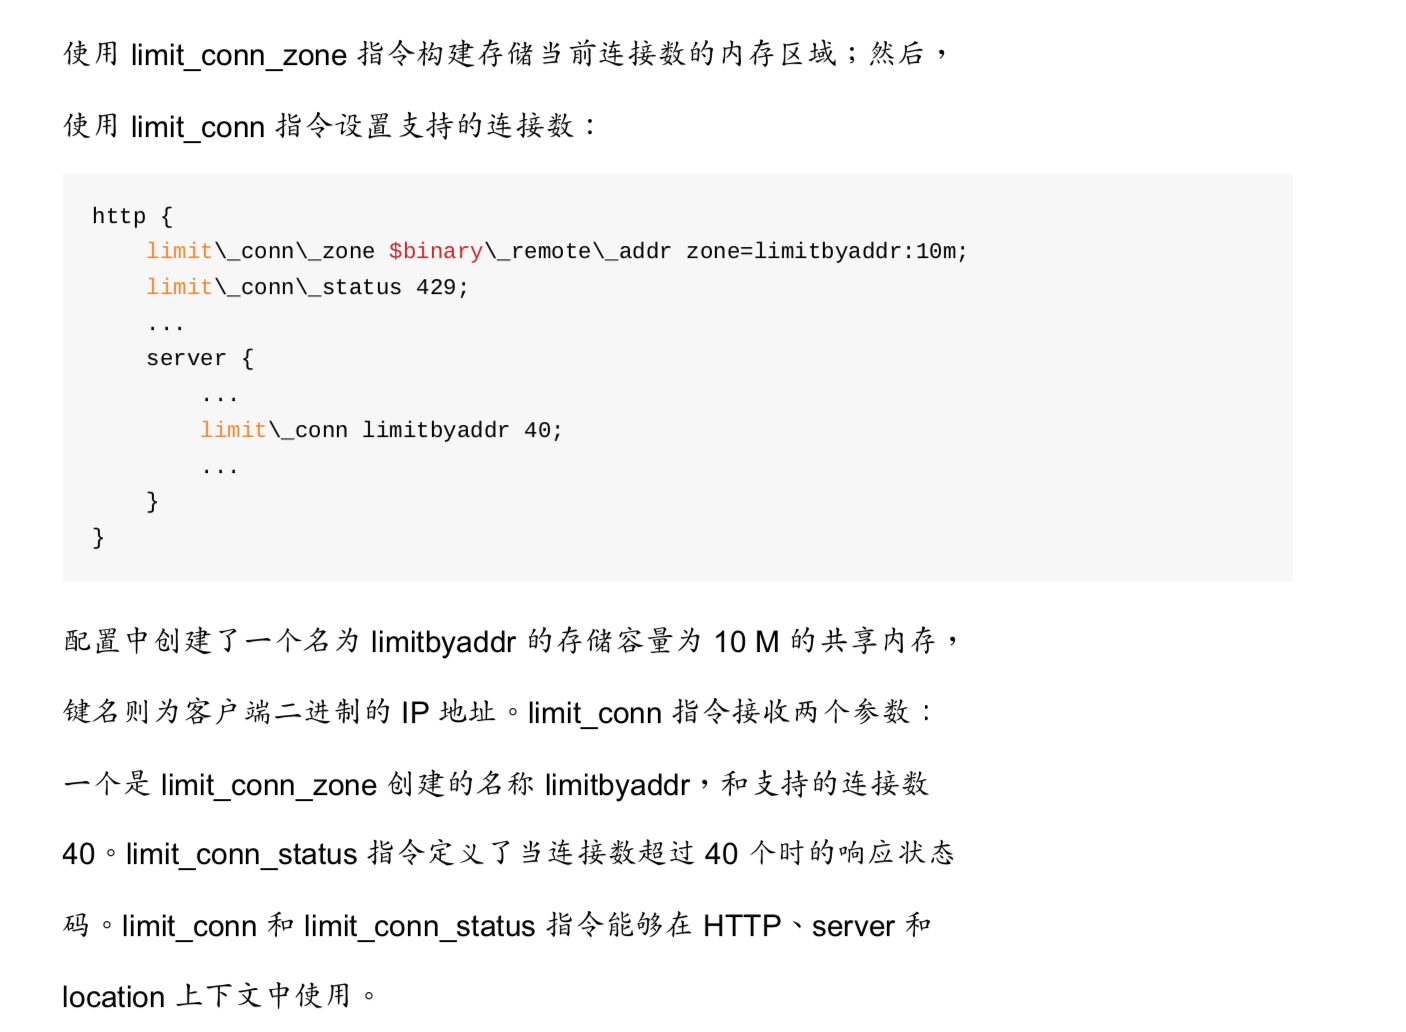 使用 limit_conn_zone 指令构建存储当前连接数的内存区域；然后，
使用 limit_conn 指令设置支持的连接数：
http {
    limit\_conn\_zone $binary\_remote\_addr zone=limitbyaddr:10m;
    limit\_conn\_status 429;
    ...
    server {
        ...
        limit\_conn limitbyaddr 40;
        ...
    }
}
配置中创建了一个名为 limitbyaddr 的存储容量为 10 M 的共享内存，
键名则为客户端二进制的 IP 地址。limit_conn 指令接收两个参数：
一个是 limit_conn_zone 创建的名称 limitbyaddr，和支持的连接数
40。limit_conn_status 指令定义了当连接数超过 40 个时的响应状态
码。limit_conn 和 limit_conn_status 指令能够在 HTTP、server 和
location 上下文中使用。